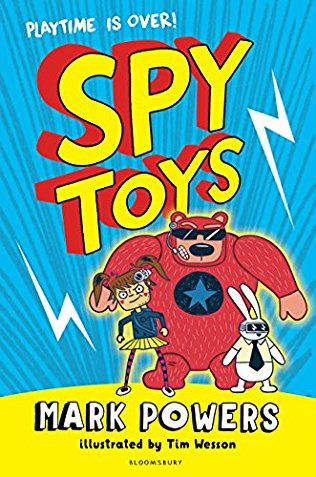 PLAYTIME IS OVER!
SPY
TOYS
MARK POWERS
illustrated by Tim Wesson
BLOOMSBURY